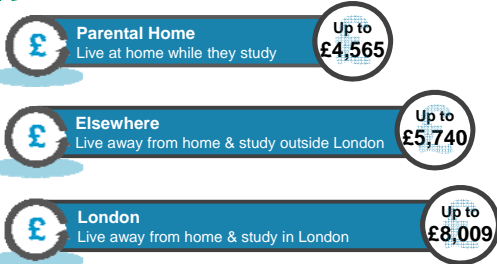 £
Parental Home
Live at home while they study
Up to
£4,565
£
Elsewhere
Live away from home & study outside London
Up to
£5,740
£
London
Live away from home & study in London
Up to
£8,009